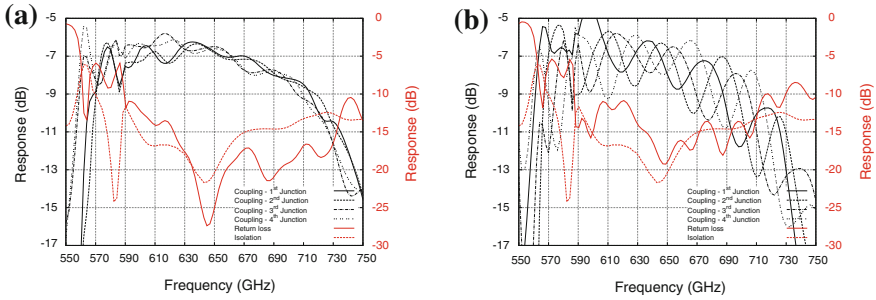 (a)
-5
-7
-9
-11
-13
-15
-17
Response (dB)
0
-5
-10
-15
-20
-25
-30
Response (dB)
550 570 590 610 630 650 670 690 710 730 750
Frequency (GHz)
Coupling - 1st Junction
Coupling - 2nd Junction
Coupling - 3rd Junction
Coupling - 4th Junction
Return loss
Isolation
(b)
-5
-7
-9
-11
-13
-15
-17
Response (dB)
0
-5
-10
-15
-20
-25
-30
Response (dB)
550 570 590 610 630 650 670 690 710 730 750
Frequency (GHz)
Coupling - 1st Junction
Coupling - 2nd Junction
Coupling - 3rd Junction
Coupling - 4th Junction
Return loss
Isolation